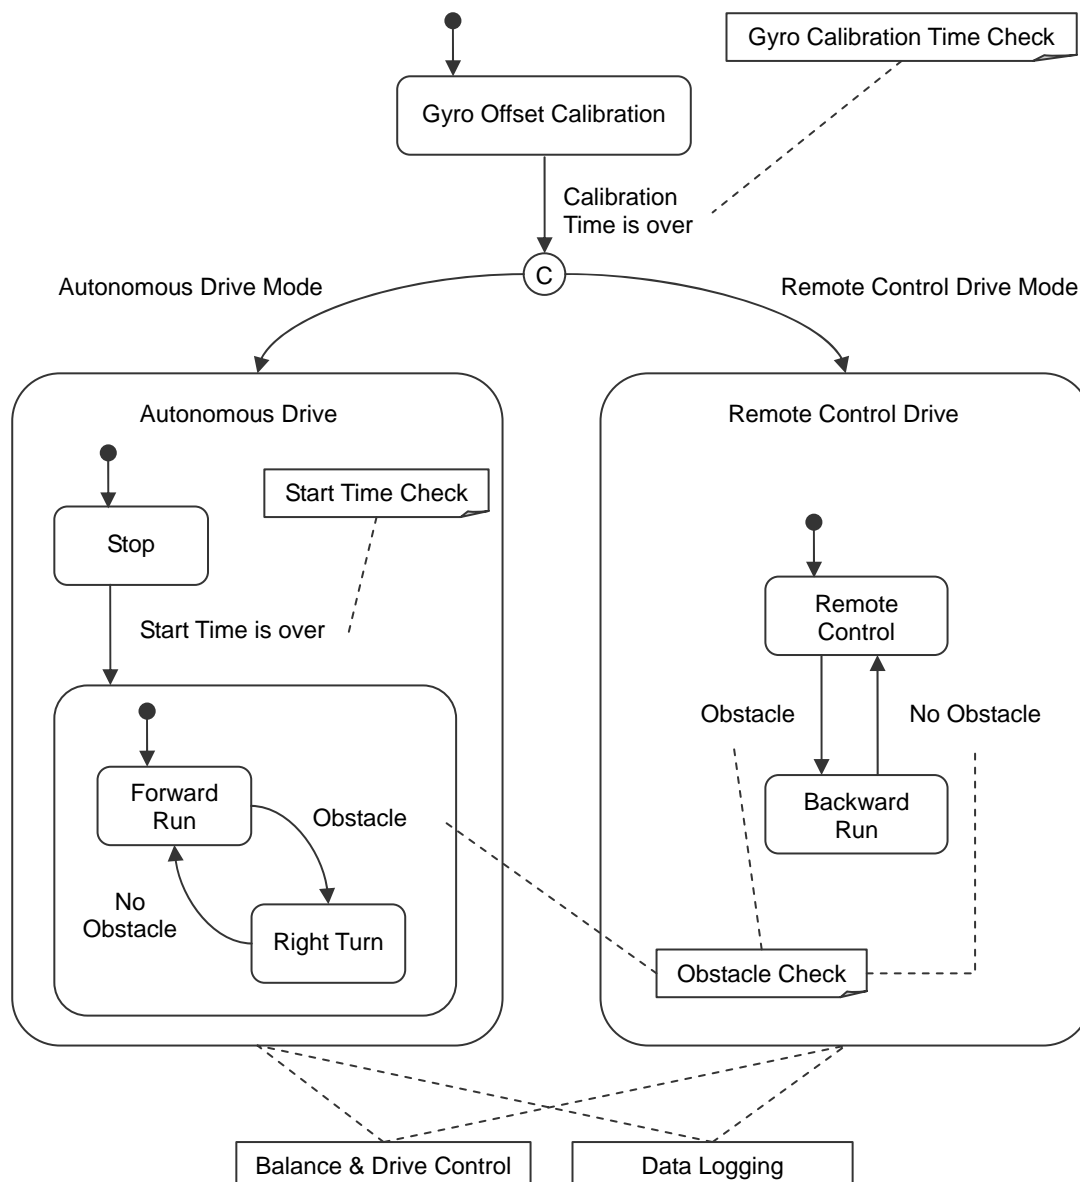 Gyro Calibration Time Check
Gyro Offset Calibration
Calibration
Time is over
C
Autonomous Drive Mode
Remote Control Drive Mode
Autonomous Drive
Start Time Check
Stop
Start Time is over
Forward
Run
Obstacle
No
Obstacle
Right Turn
Remote Control Drive
Remote
Control
Obstacle
No Obstacle
Backward
Run
Obstacle Check
Balance & Drive Control
Data Logging